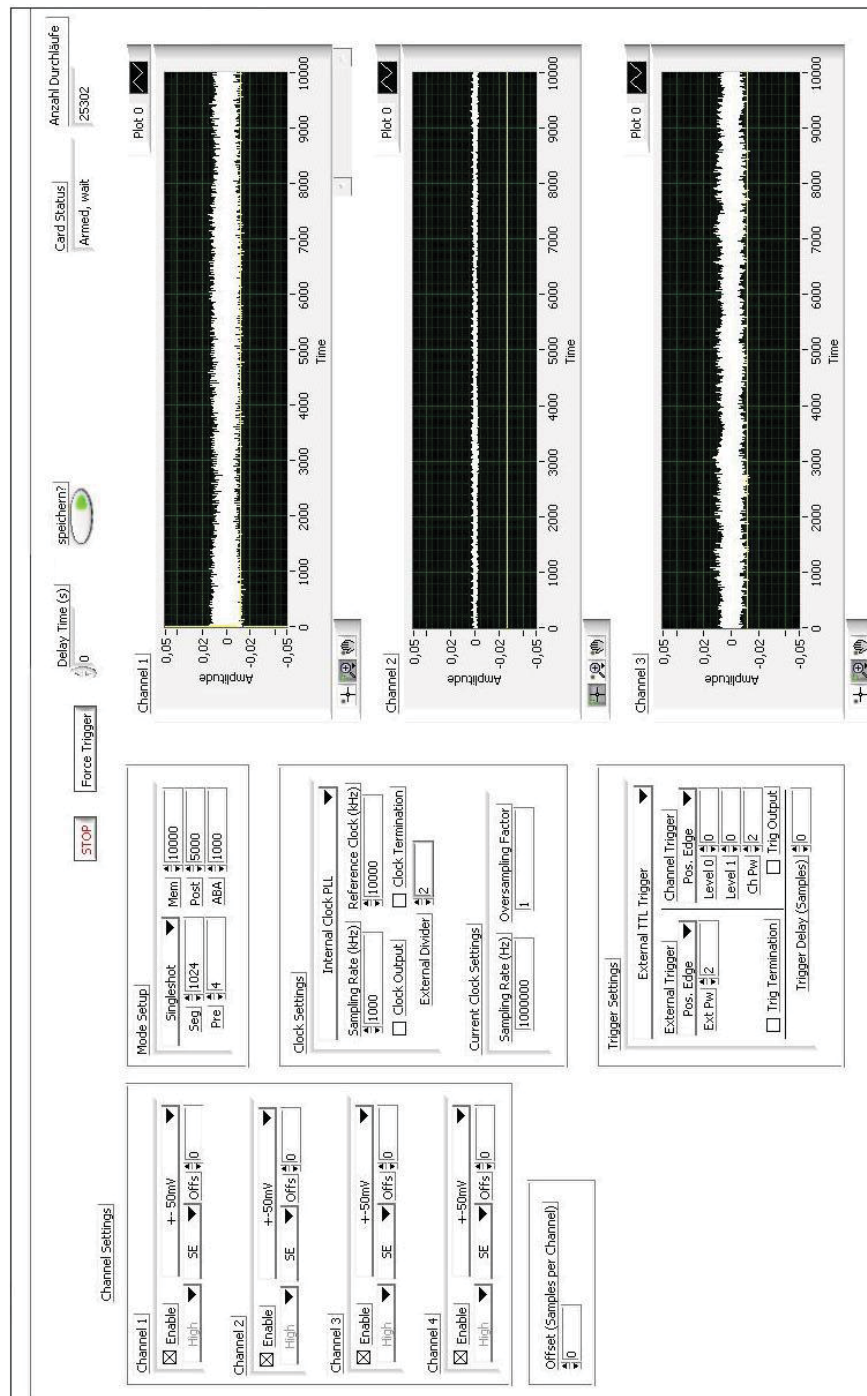 STOP
Force Trigger
Delay Time (s)
0
speichern?
Card Status
Armed, wait
Anzahl Durchläufe
25302
Channel Settings
Channel 1
Enable
+- 50mV
High
SE
Offs
0
Channel 2
Enable
+-50mV
High
SE
Offs
0
Channel 3
Enable
+-50mV
High
SE
Offs
0
Channel 4
Enable
+-50mV
High
SE
Offs
0
Offset (Samples per Channel)
0
Mode Setup
Singleshot
Mem
10000
Seg
1024
Post
5000
Pre
4
ABA
1000
Clock Settings
Internal Clock PLL
Sampling Rate (kHz)
Reference Clock (kHz)
1000
10000
Clock Output
Clock Termination
External Divider
2
Current Clock Settings
Sampling Rate (Hz)
Oversampling Factor
1000000
1
Trigger Settings
External TTL Trigger
External Trigger
Channel Trigger
Pos. Edge
Pos. Edge
Ext Pw
2
Level 0
0
Level 1
0
Ch Pw
2
Trig Termination
Trig Output
Trigger Delay (Samples)
0
Channel 1
Plot 0
Amplitude
0,05
0,02
0
-0,02
-0,05
0 1000 2000 3000 4000 5000 6000 7000 8000 9000 10000
Time
Channel 2
Plot 0
Amplitude
0,05
0,02
0
-0,02
-0,05
0 1000 2000 3000 4000 5000 6000 7000 8000 9000 10000
Time
Channel 3
Plot 0
Amplitude
0,05
0,02
0
-0,02
-0,05
0 1000 2000 3000 4000 5000 6000 7000 8000 9000 10000
Time